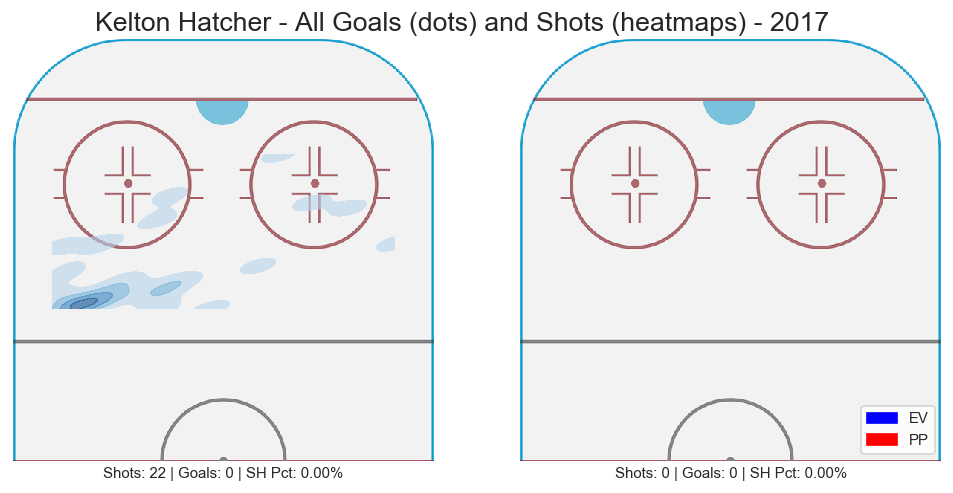 Kelton Hatcher - All Goals (dots) and Shots (heatmaps) - 2017
EV
PP
Shots: 22 | Goals: 0 | SH Pct: 0.00%
Shots: 0 | Goals: 0 | SH Pct: 0.00%